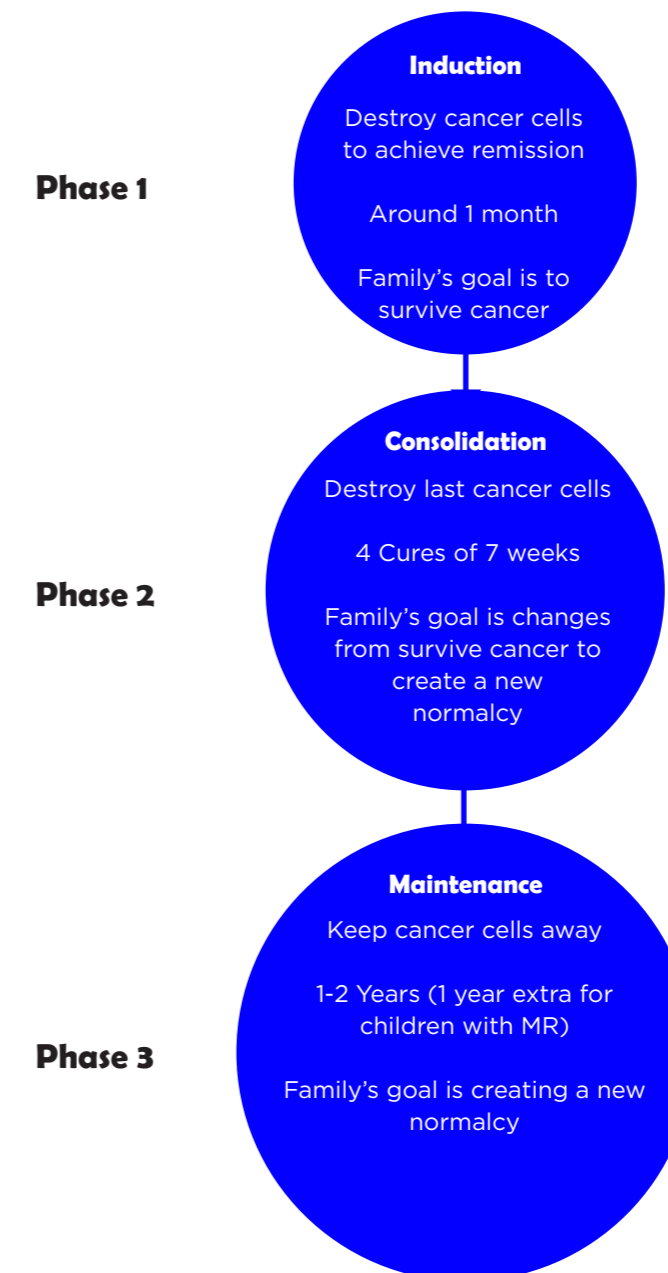 Phase 1
Induction
Destroy cancer cells
to achieve remission
Around 1 month
Family's goal is to
survive cancer
Phase 2
Consolidation
Destroy last cancer cells
4 Cures of 7 weeks
Family's goal is changes
from survive cancer to
create a new
normalcy
Phase 3
Maintenance
Keep cancer cells away
1-2 Years (1 year extra for
children with MR)
Family's goal is creating a new
normalcy